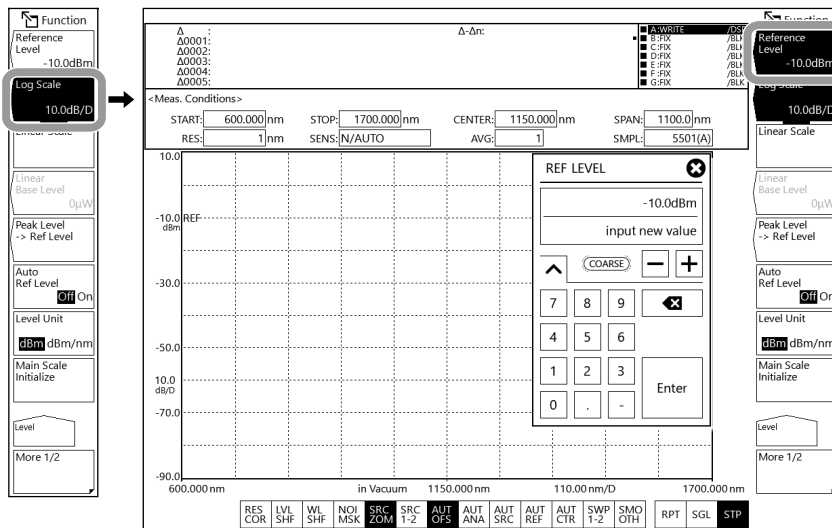 Function
Reference
Level
-10.0dBm
Log Scale
10.0dB/D
Linear Scale
Linear
Base Level
0μW
Peak Level
-> Ref Level
Auto
Ref Level
Off On
Level Unit
dBm dBm/nm
Main Scale
Initialize
Level
More 1/2
Δ :
Δ0001:
Δ0002:
Δ0003:
Δ0004:
Δ0005:
Δ-Δn:
A:WRITE /DSP
B:FIX /BLK
C:FIX /BLK
D:FIX /BLK
E:FIX /BLK
F:FIX /BLK
G:FIX /BLK
<Meas. Conditions>
START: 600.000 nm STOP: 1700.000 nm CENTER: 1150.000 nm SPAN: 1100.0 nm
RES: 1 nm SENS: N/AUTO AVG: 1 SMPL: 5501(A)
10.0
-10.0 REF
dBm
-30.0
-50.0
10.0
dB/D
-70.0
-90.0
600.000 nm in Vacuum 1150.000 nm 110.00 nm/D 1700.000 nm
REF LEVEL
-10.0dBm
input new value
COARSE − +
7 8 9
4 5 6
1 2 3
Enter
0 . -
RES COR LVL SHF WL SHF NOI MSK SRC ZOM SRC 1-2 AUT OFS AUT ANA AUT SRC AUT REF AUT CTR SWP 1-2 SMO OTH RPT SGL STP
Function
Reference
Level
-10.0dBm
Log Scale
10.0dB/D
Linear Scale
Linear
Base Level
0μW
Peak Level
-> Ref Level
Auto
Ref Level
Off On
Level Unit
dBm dBm/nm
Main Scale
Initialize
Level
More 1/2